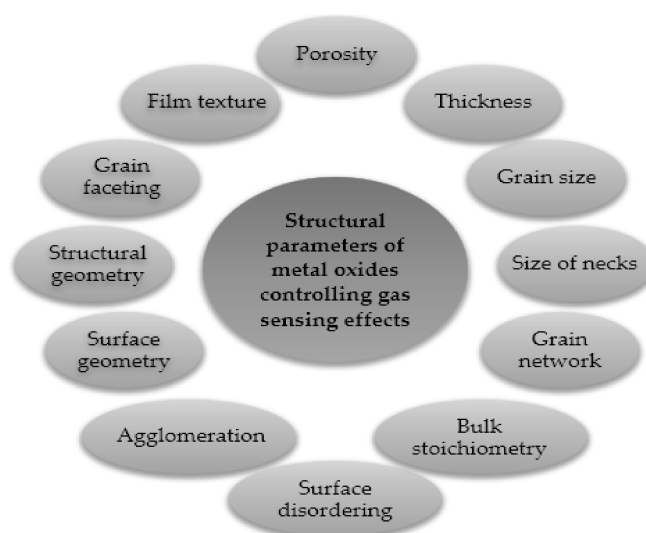 Porosity
Thickness
Grain size
Size of necks
Grain
network
Bulk
stoichiometry
Surface
disordering
Agglomeration
Surface
geometry
Structural
geometry
Grain
faceting
Film texture
Structural
parameters of
metal oxides
controlling gas
sensing effects